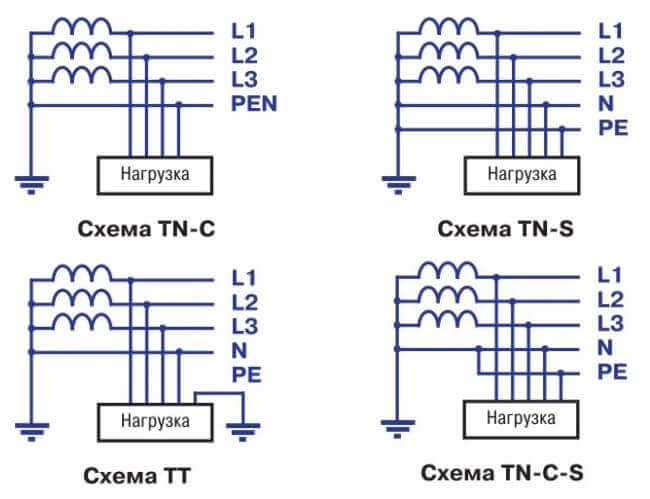 L1
L2
L3
PEN
Нагрузка
Схема TN-C
L1
L2
L3
N
PE
Нагрузка
Схема TN-S
L1
L2
L3
N
PE
Нагрузка
Схема TT
L1
L2
L3
N
PE
Нагрузка
Схема TN-C-S